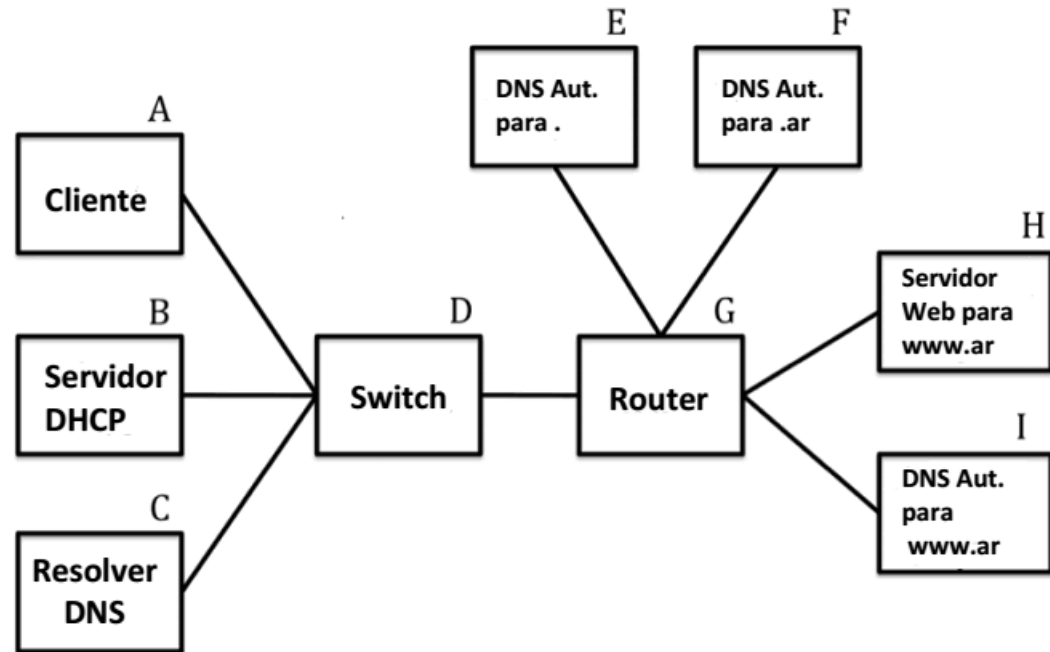 A
Cliente
B
Servidor
DHCP
C
Resolver
DNS
D
Switch
E
DNS Aut.
para .
F
DNS Aut.
para .ar
G
Router
H
Servidor
Web para
www.ar
I
DNS Aut.
para
www.ar